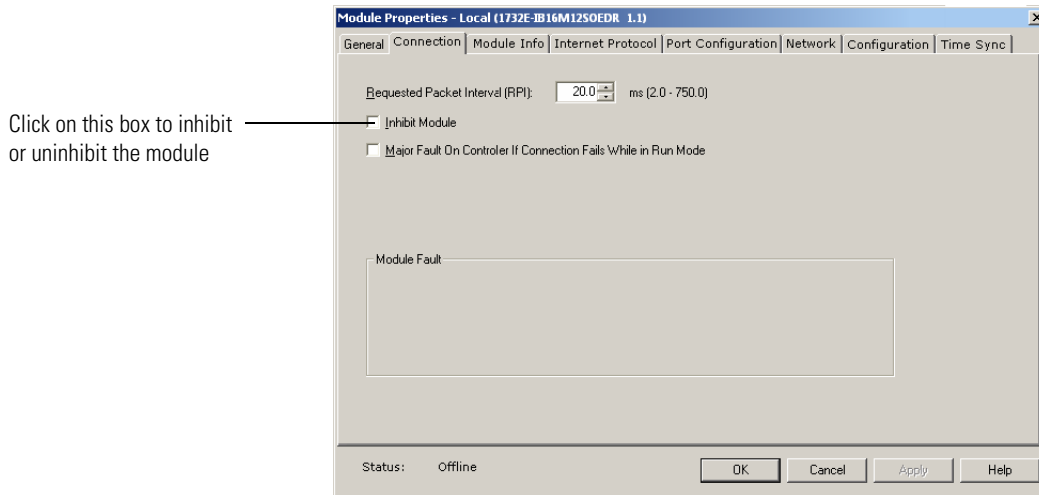 Module Properties - Local (1732E-IB16M12SOEDR 1.1)
General Connection Module Info Internet Protocol Port Configuration Network Configuration Time Sync
Requested Packet Interval (RPI): 20.0 ms (2.0 - 750.0)
Click on this box to inhibit
or uninhibit the module
Inhibit Module
Major Fault On Controler If Connection Fails While in Run Mode
Module Fault
Status: Offline
OK Cancel Apply Help